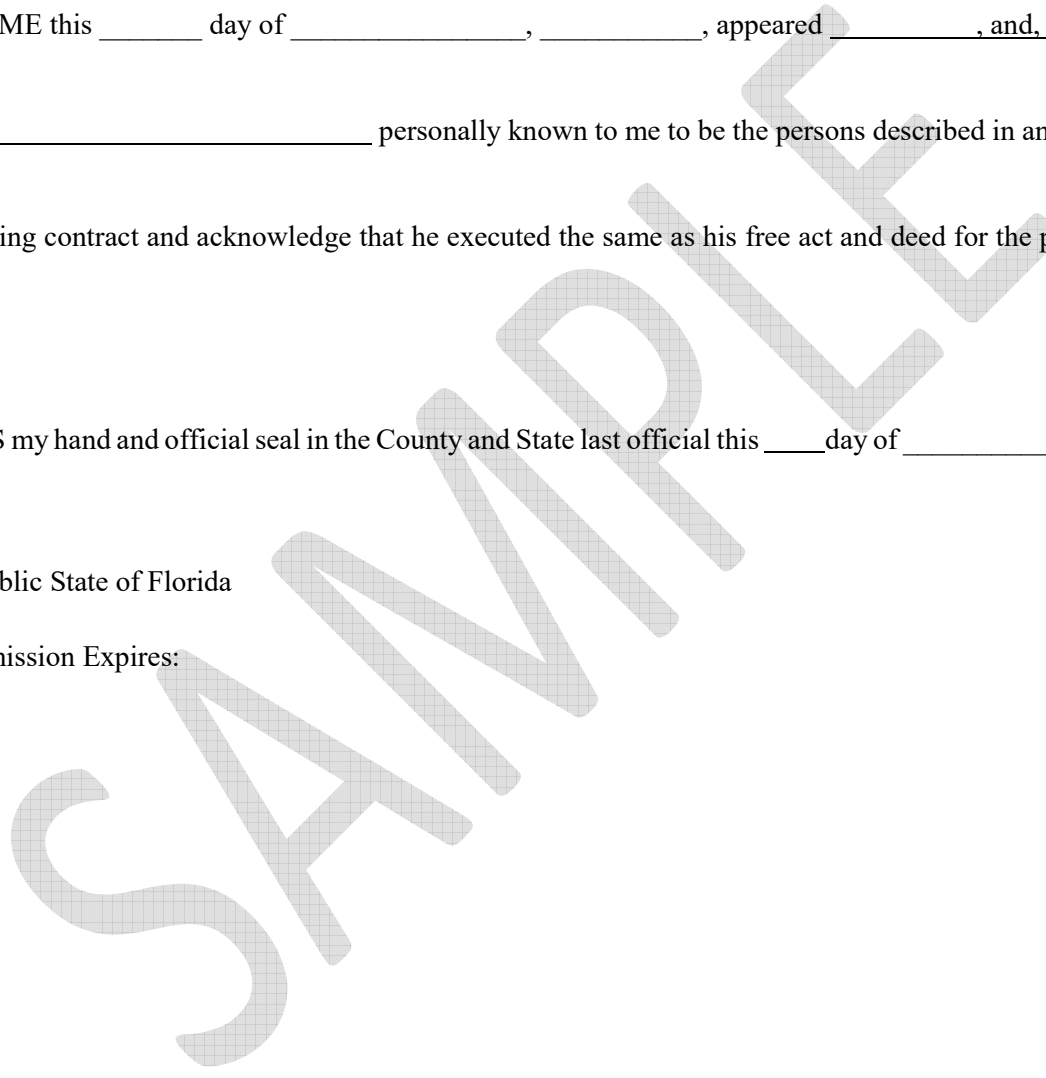 ME this _______ day of ________________, ___________, appeared __________, and,
_________________________ personally known to me to be the persons described in an
ing contract and acknowledge that he executed the same as his free act and deed for the p
S my hand and official seal in the County and State last official this ____day of __________
blic State of Florida
ission Expires:
SAMPLE